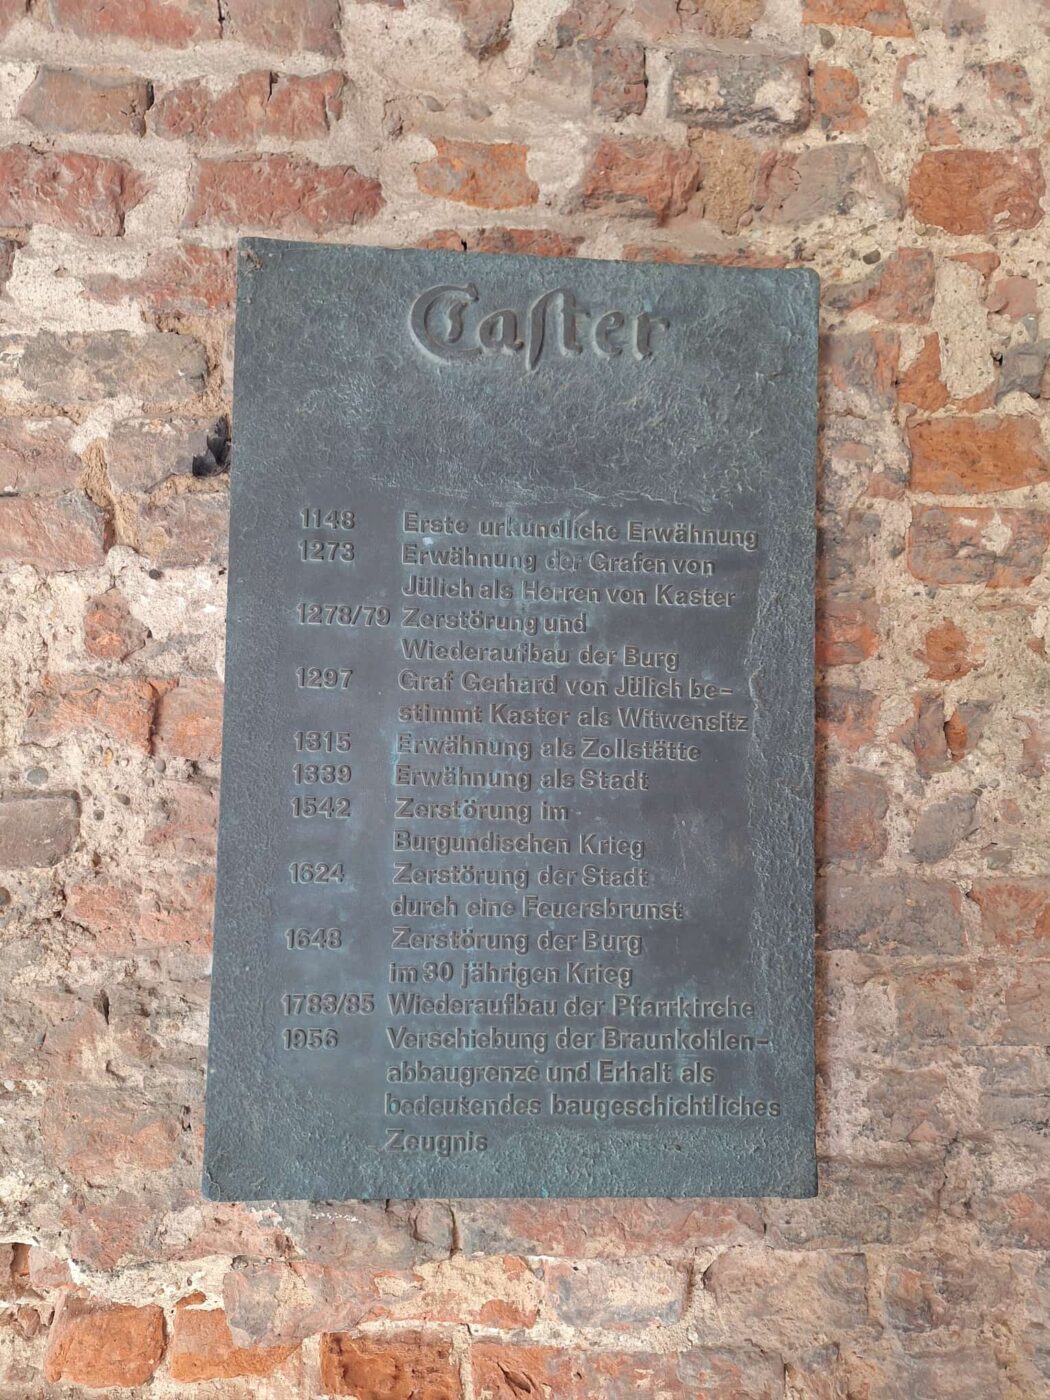 Caſter
1148 Erste urkundliche Erwähnung
1273 Erwähnung der Grafen von
Jülich als Herren von Kaster
1278/79 Zerstörung und
Wiederaufbau der Burg
1297 Graf Gerhard von Jülich be-
stimmt Kaster als Witwensitz
1315 Erwähnung als Zollstätte
1339 Erwähnung als Stadt
1542 Zerstörung im
Burgundischen Krieg
1624 Zerstörung der Stadt
durch eine Feuersbrunst
1648 Zerstörung der Burg
im 30 jährigen Krieg
1783/85 Wiederaufbau der Pfarrkirche
1956 Verschiebung der Braunkohlen-
abbaugrenze und Erhalt als
bedeutendes baugeschichtliches
Zeugnis